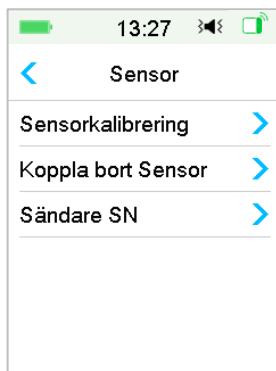 13:27
Sensor
Sensorkalibrering
Koppla bort Sensor
Sändare SN